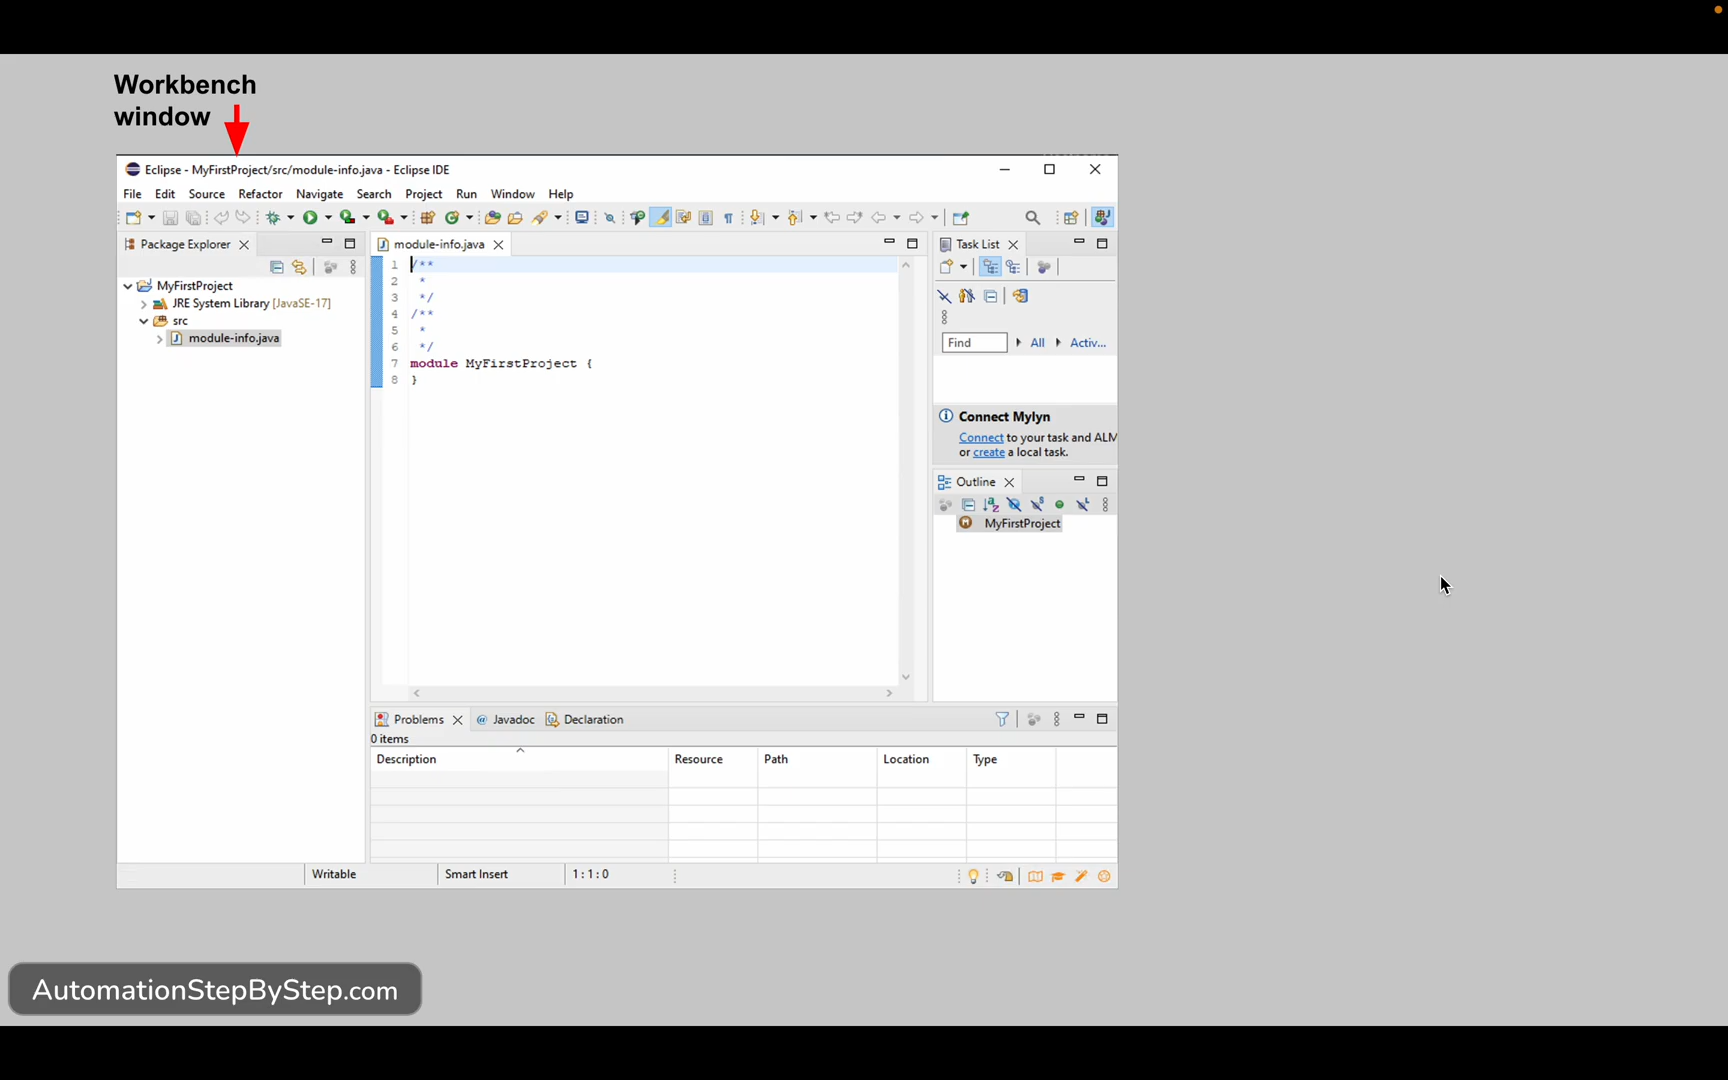 Workbench
window
Eclipse - MyFirstProject/src/module-info.java - Eclipse IDE
File Edit Source Refactor Navigate Search Project Run Window Help
Package Explorer
MyFirstProject
JRE System Library [JavaSE-17]
src
module-info.java
module-info.java
1 /**
2 *
3 */
4 /**
5 *
6 */
7 module MyFirstProject {
8 }
Task List
Find All Activ...
Connect Mylyn
Connect to your task and ALM
or create a local task.
Outline
MyFirstProject
Problems @ Javadoc Declaration
0 items
Description Resource Path Location Type
Writable Smart Insert 1 : 1 : 0
AutomationStepByStep.com